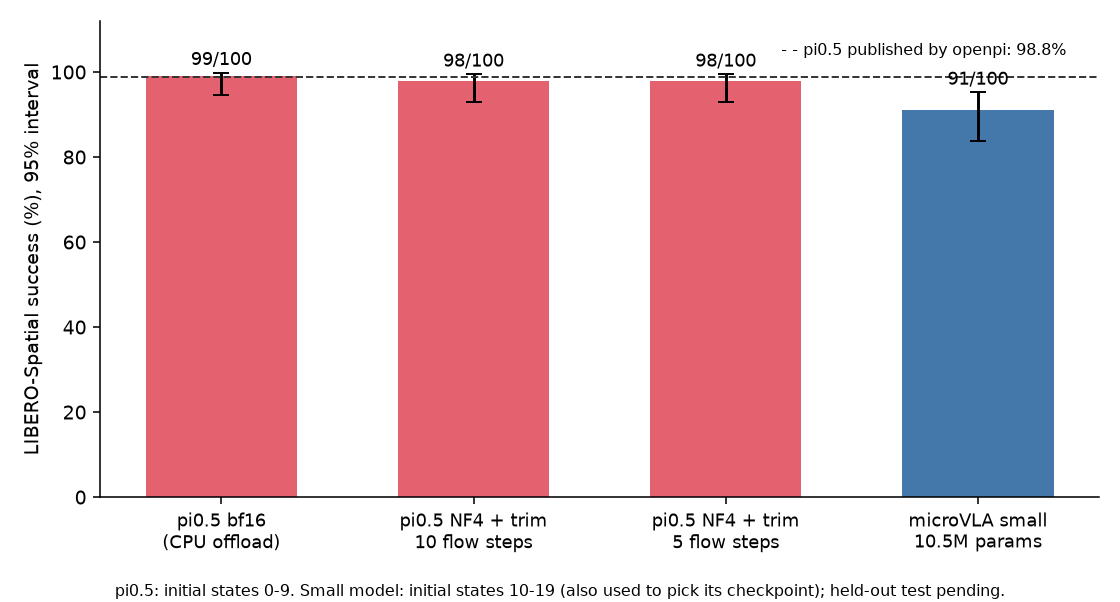 99/100
98/100
98/100
91/100
- - pi0.5 published by openpi: 98.8%
LIBERO-Spatial success (%), 95% interval
100
80
60
40
20
0
pi0.5 bf16
(CPU offload)
pi0.5 NF4 + trim
10 flow steps
pi0.5 NF4 + trim
5 flow steps
microVLA small
10.5M params
pi0.5: initial states 0-9. Small model: initial states 10-19 (also used to pick its checkpoint); held-out test pending.